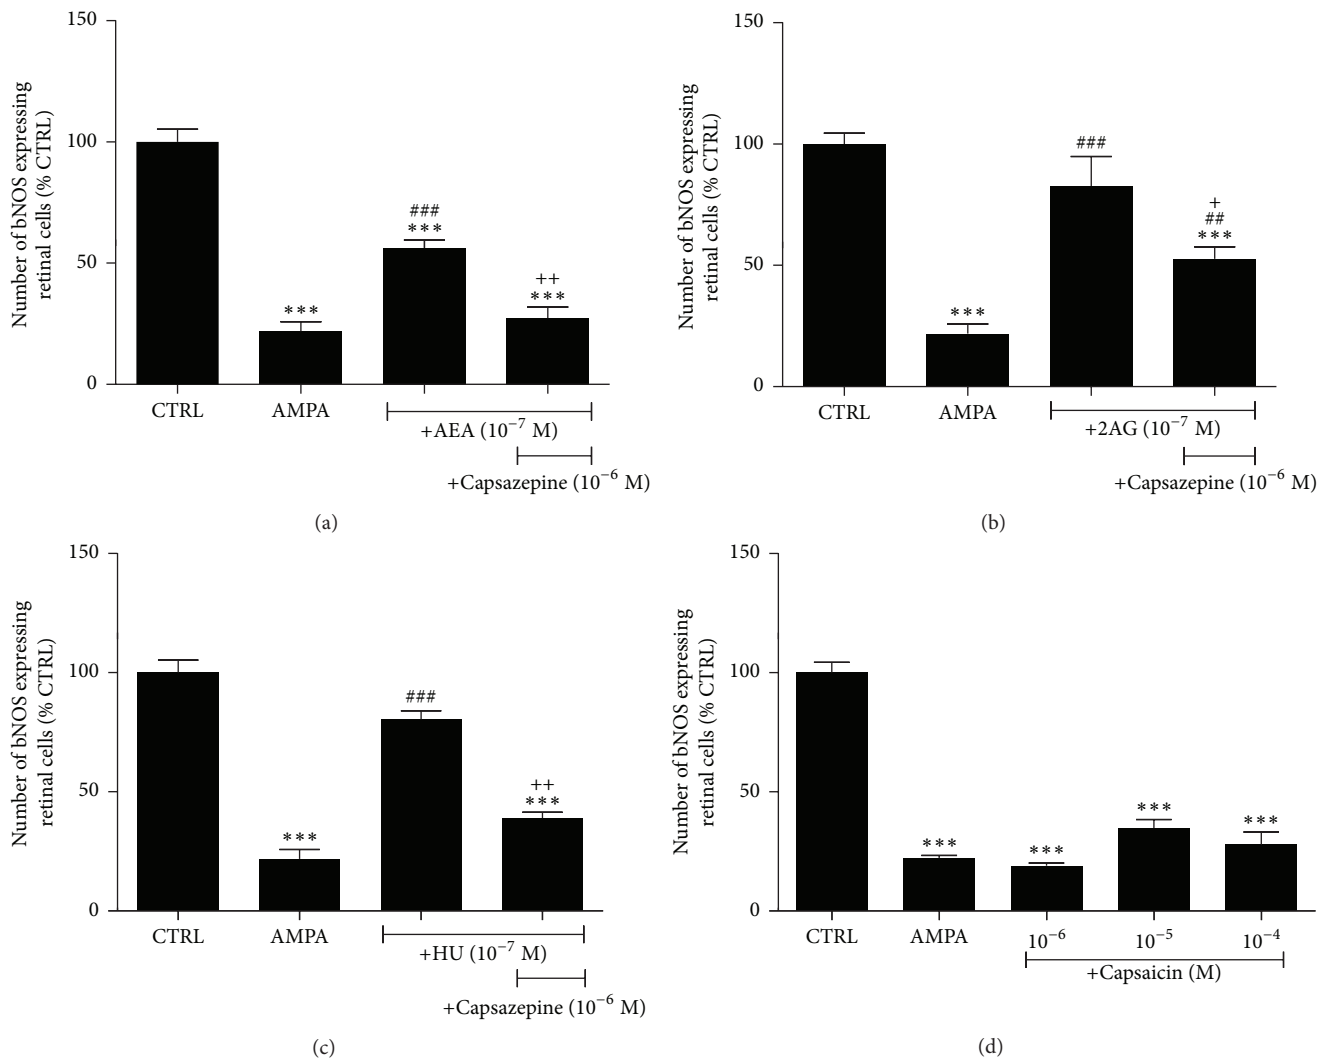 150
100
50
0
Number of bNOS expressing
retinal cells (% CTRL)
***
###
***
++
***
CTRL
AMPA
+AEA (10⁻⁷ M)
+Capsazepine (10⁻⁶ M)
(a)
150
100
50
0
Number of bNOS expressing
retinal cells (% CTRL)
***
###
+
##
***
CTRL
AMPA
+2AG (10⁻⁷ M)
+Capsazepine (10⁻⁶ M)
(b)
150
100
50
0
Number of bNOS expressing
retinal cells (% CTRL)
***
###
++
***
CTRL
AMPA
+HU (10⁻⁷ M)
+Capsazepine (10⁻⁶ M)
(c)
150
100
50
0
Number of bNOS expressing
retinal cells (% CTRL)
***
***
***
***
CTRL
AMPA
10⁻⁶
10⁻⁵
10⁻⁴
+Capsaicin (M)
(d)